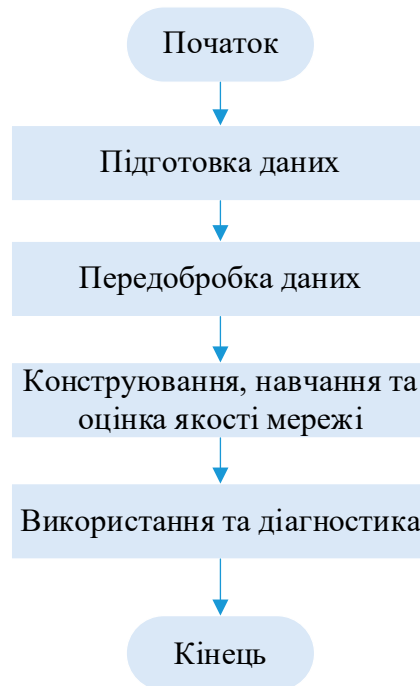 Початок
Підготовка даних
Передобробка даних
Конструювання, навчання та
оцінка якості мережі
Використання та діагностика
Кінець